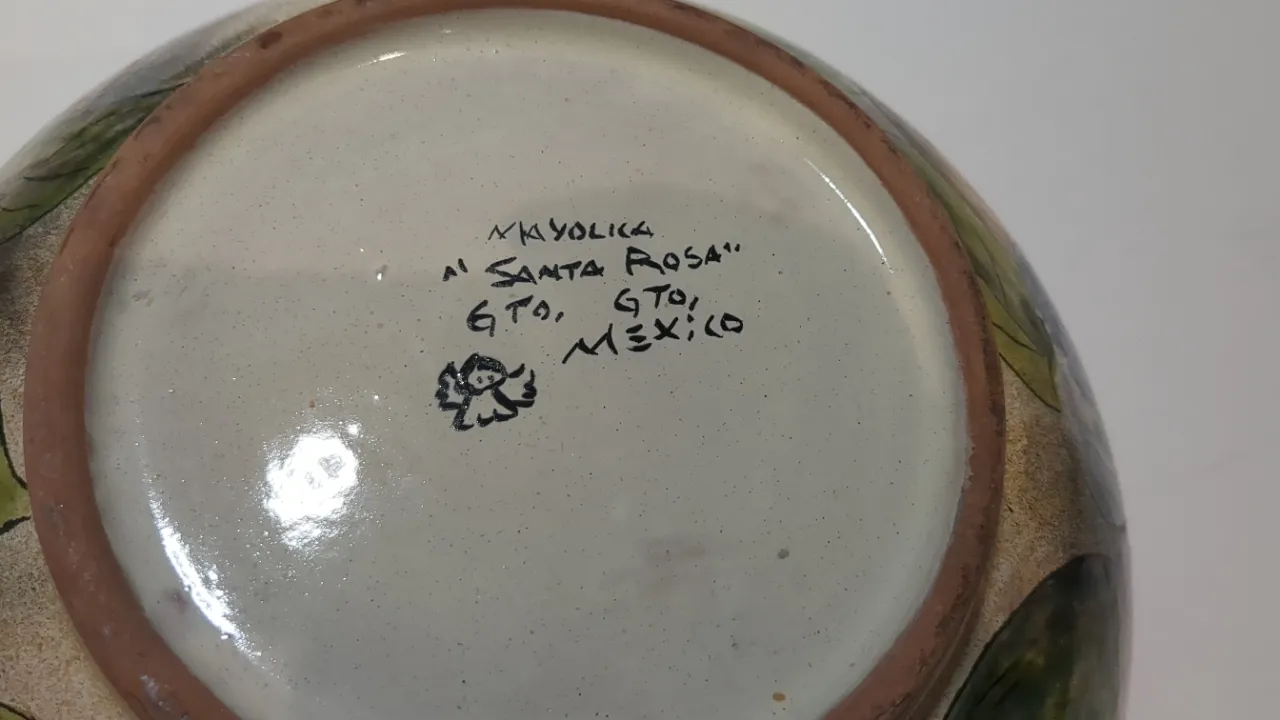 MAYOLICA
"SANTA ROSA"
GTO, GTO,
MEXiCO